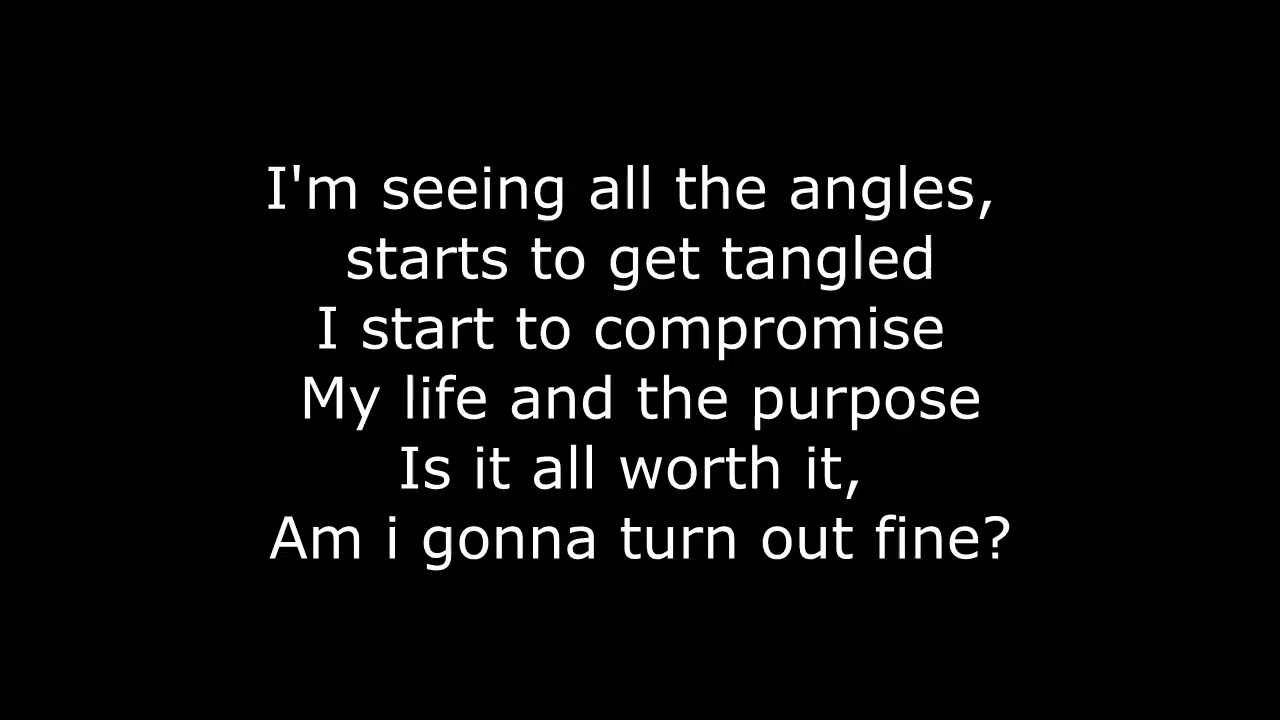 I'm seeing all the angles,
starts to get tangled
I start to compromise
My life and the purpose
Is it all worth it,
Am i gonna turn out fine?